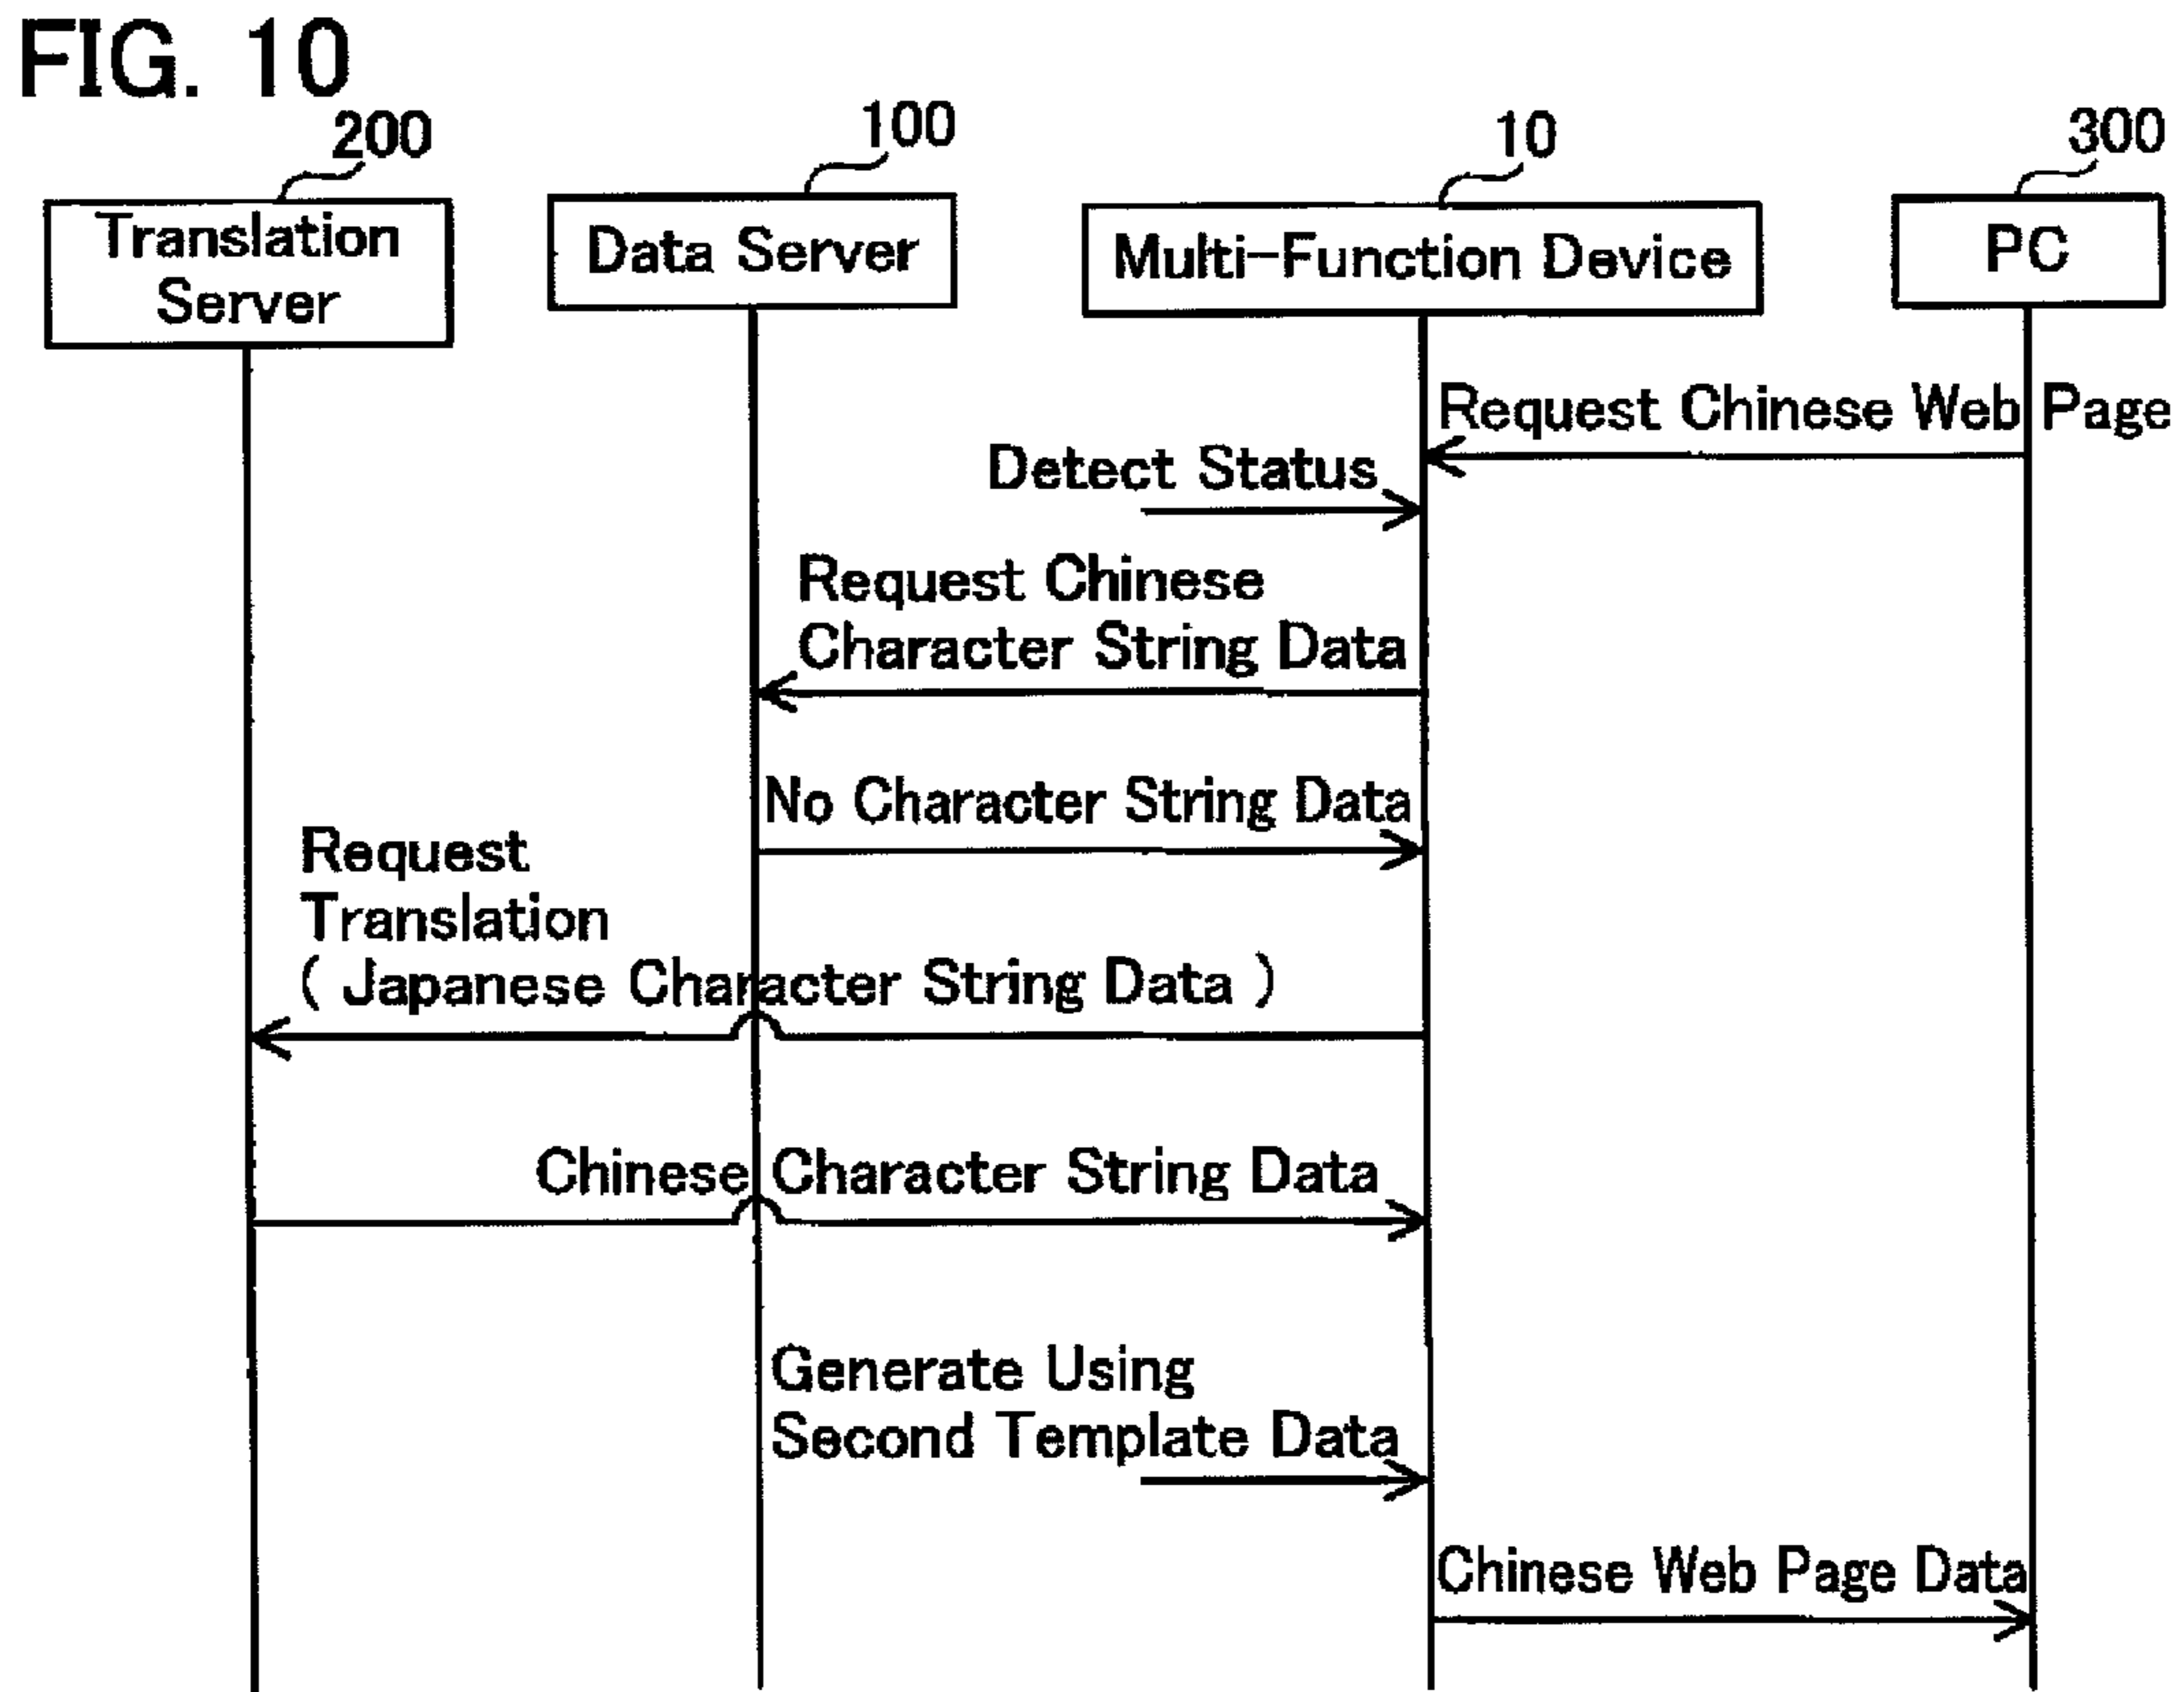 FIG. 10
200
100
10
300
Translation
Server
Data Server
Multi-Function Device
PC
Request Chinese Web Page
Detect Status
Request Chinese
Character String Data
No Character String Data
Request
Translation
( Japanese Character String Data )
Chinese Character String Data
Generate Using
Second Template Data
Chinese Web Page Data